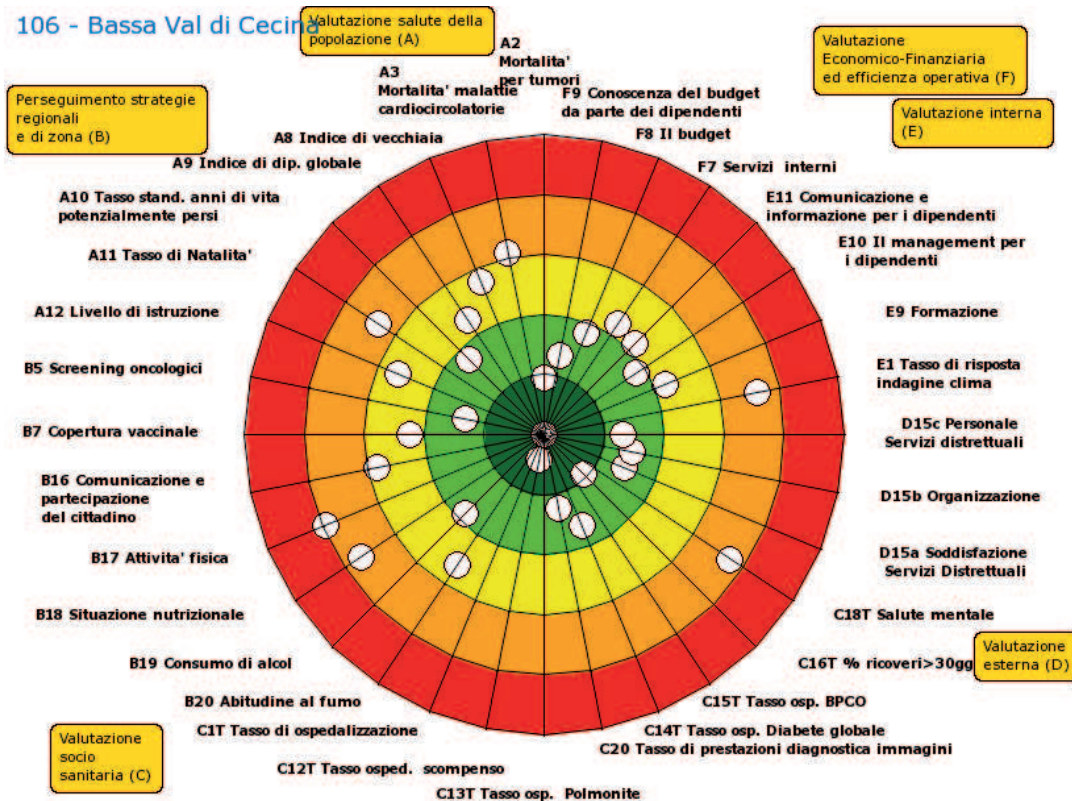 106 - Bassa Val di Cecina
Valutazione salute della
popolazione (A)
Valutazione
Economico-Finanziaria
ed efficienza operativa (F)
Valutazione interna
(E)
Perseguimento strategie
regionali
e di zona (B)
A2
Mortalita'
per tumori
A3
Mortalita' malattie
cardiocircolatorie
F9 Conoscenza del budget
da parte dei dipendenti
F8 Il budget
A8 Indice di vecchiaia
F7 Servizi interni
A9 Indice di dip. globale
E11 Comunicazione e
informazione per i dipendenti
A10 Tasso stand. anni di vita
potenzialmente persi
E10 Il management per
i dipendenti
A11 Tasso di Natalita'
A12 Livello di istruzione
E9 Formazione
B5 Screening oncologici
E1 Tasso di risposta
indagine clima
B7 Copertura vaccinale
D15c Personale
Servizi distrettuali
B16 Comunicazione e
partecipazione
del cittadino
D15b Organizzazione
B17 Attivita' fisica
D15a Soddisfazione
Servizi Distrettuali
B18 Situazione nutrizionale
C18T Salute mentale
B19 Consumo di alcol
C16T % ricoveri>30gg
Valutazione
esterna (D)
B20 Abitudine al fumo
C15T Tasso osp. BPCO
C1T Tasso di ospedalizzazione
C14T Tasso osp. Diabete globale
C20 Tasso di prestazioni diagnostica immagini
Valutazione
socio
sanitaria (C)
C12T Tasso osped. scompenso
C13T Tasso osp. Polmonite